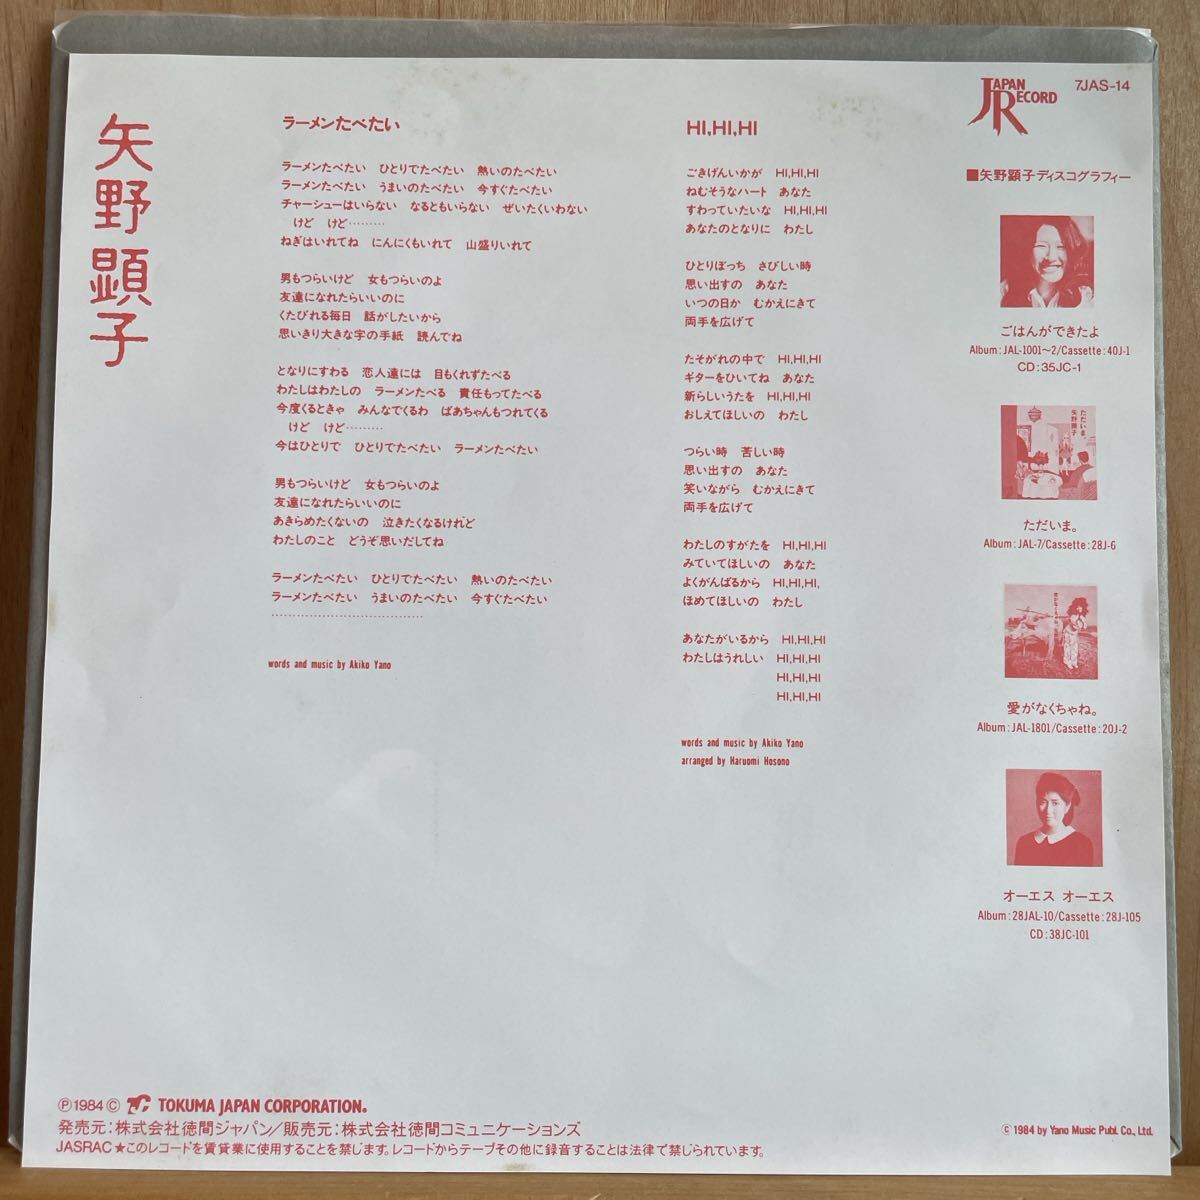 矢野顕子
ラーメンたべたい
ラーメンたべたい ひとりでたべたい 熱いのたべたい
ラーメンたべたい うまいのたべたい 今すぐたべたい
チャーシューはいらない なるともいらない ぜいたくいわない
けど けど………
ねぎはいれてね にんにくもいれて 山盛りいれて
男もつらいけど 女もつらいのよ
友達になれたらいいのに
くたびれる毎日 話がしたいから
思いきり大きな字の手紙 読んでね
となりにすわる 恋人達には 目もくれずたべる
わたしはわたしの ラーメンたべる 責任もってたべる
今度くるときゃ みんなでくるわ ばあちゃんもつれてくる
けど けど………
今はひとりで ひとりでたべたい ラーメンたべたい
男もつらいけど 女もつらいのよ
友達になれたらいいのに
あきらめたくないの 泣きたくなるけれど
わたしのこと どうぞ思いだしてね
ラーメンたべたい ひとりでたべたい 熱いのたべたい
ラーメンたべたい うまいのたべたい 今すぐたべたい
………………………………
words and music by Akiko Yano
HI,HI,HI
ごきげんいかが HI,HI,HI
ねむそうなハート あなた
すわっていたいな HI,HI,HI
あなたのとなりに わたし
ひとりぼっち さびしい時
思い出すの あなた
いつの日か むかえにきて
両手を広げて
たそがれの中で HI,HI,HI
ギターをひいてね あなた
新らしいうたを HI,HI,HI
おしえてほしいの わたし
つらい時 苦しい時
思い出すの あなた
笑いながら むかえにきて
両手を広げて
わたしのすがたを HI,HI,HI
みていてほしいの あなた
よくがんばるから HI,HI,HI,
ほめてほしいの わたし
あなたがいるから HI,HI,HI
わたしはうれしい HI,HI,HI
HI,HI,HI
HI,HI,HI
words and music by Akiko Yano
arranged by Haruomi Hosono
JAPAN RECORD
7JAS-14
■矢野顕子ディスコグラフィー
ごはんができたよ
Album:JAL-1001〜2/Cassette:40J-1
CD:35JC-1
ただいま。
矢野顕子
ただいま。
Album:JAL-7/Cassette:28J-6
愛がなくちゃね。
Album:JAL-1801/Cassette:20J-2
オーエス オーエス
Album:28JAL-10/Cassette:28J-105
CD:38JC-101
Ⓟ1984Ⓒ TOKUMA JAPAN CORPORATION.
発売元:株式会社徳間ジャパン/販売元:株式会社徳間コミュニケーションズ
JASRAC★このレコードを賃貸業に使用することを禁じます。レコードからテープその他に録音することは法律で禁じられています。
Ⓒ1984 by Yano Music Publ. Co., Ltd.